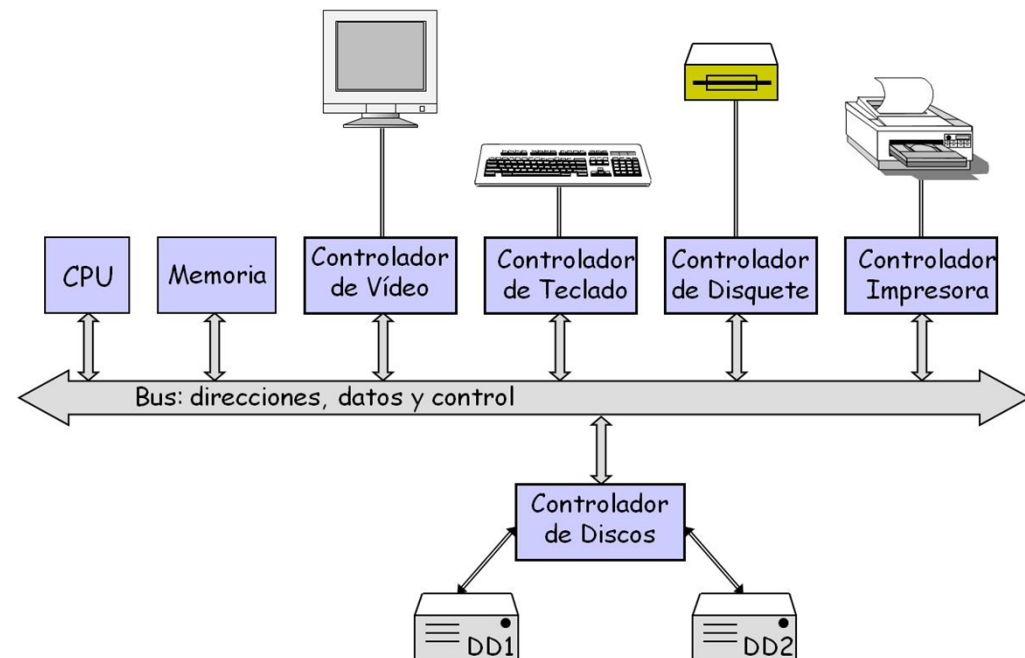 CPU
Memoria
Controlador
de Vídeo
Controlador
de Teclado
Controlador
de Disquete
Controlador
Impresora
Bus: direcciones, datos y control
Controlador
de Discos
DD1
DD2